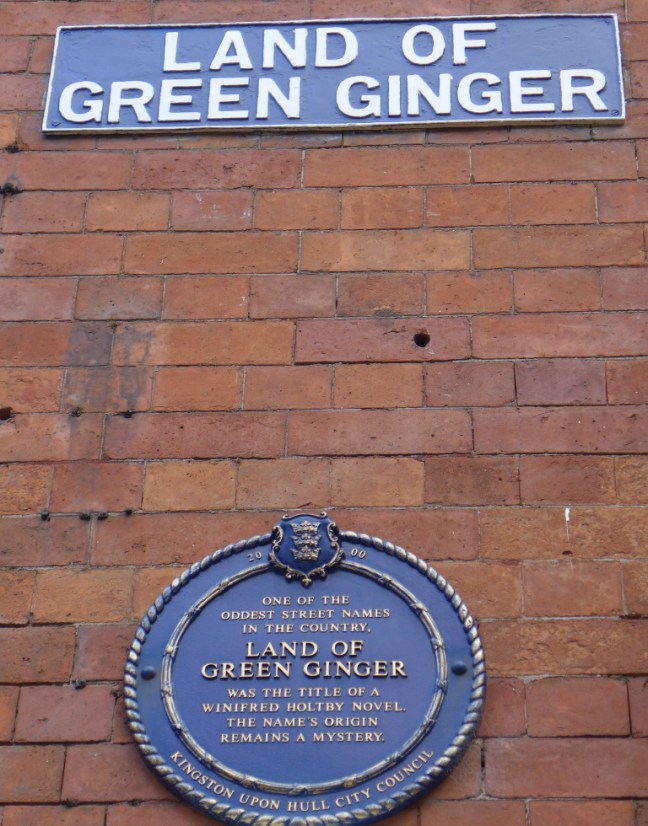 LAND OF
GREEN GINGER
20 00
ONE OF THE
ODDEST STREET NAMES
IN THE COUNTRY,
LAND OF
GREEN GINGER
WAS THE TITLE OF A
WINIFRED HOLTBY NOVEL.
THE NAME'S ORIGIN
REMAINS A MYSTERY.
KINGSTON UPON HULL CITY COUNCIL